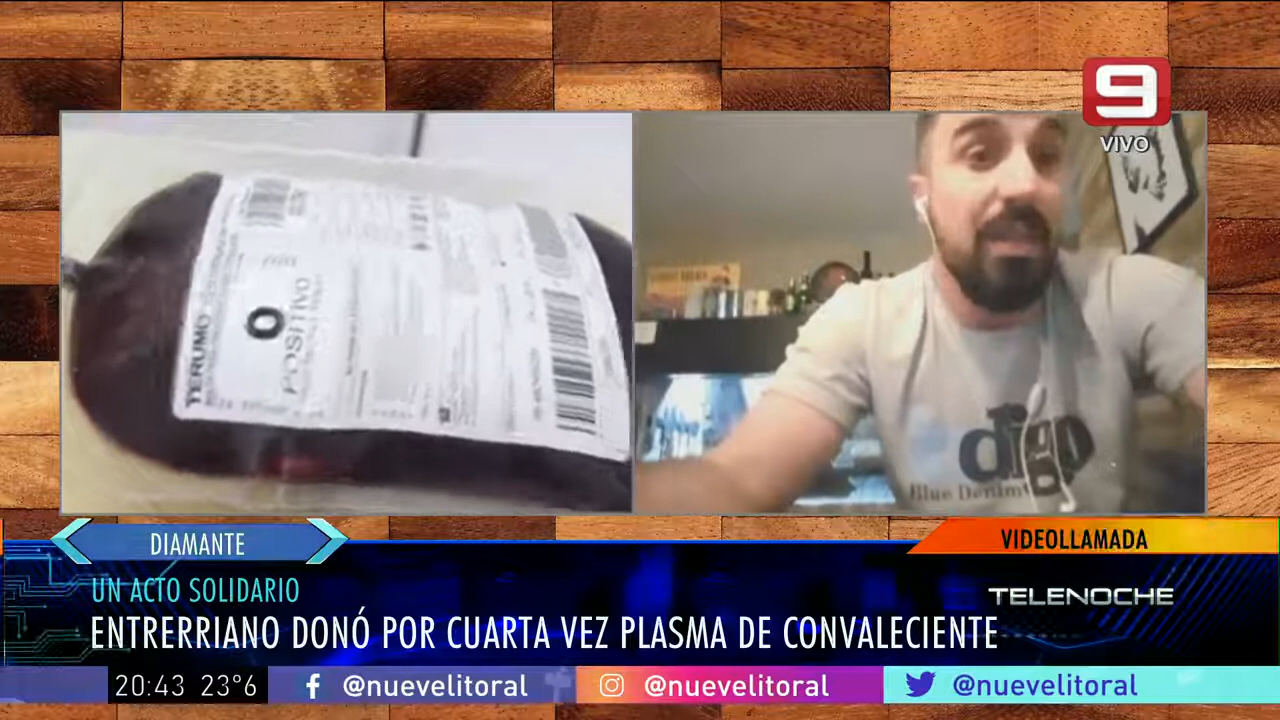 9
VIVO
TERUMO
O
POSITIVO
digo
Blue Denim
DIAMANTE
VIDEOLLAMADA
UN ACTO SOLIDARIO
TELENOCHE
ENTRERRIANO DONÓ POR CUARTA VEZ PLASMA DE CONVALECIENTE
20:43 23°6 @nuevelitoral @nuevelitoral @nuevelitoral